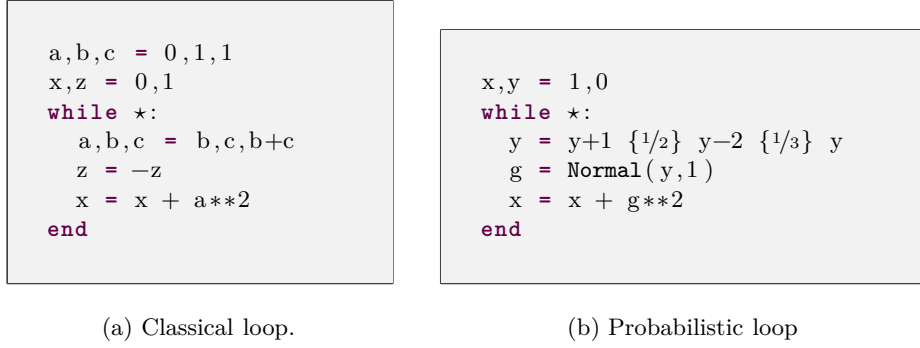 a,b,c = 0,1,1
x,z = 0,1
while ⋆:
a,b,c = b,c,b+c
z = −z
x = x + a**2
end
(a) Classical loop.
x,y = 1,0
while ⋆:
y = y+1 {1/2} y−2 {1/3} y
g = Normal(y,1)
x = x + g**2
end
(b) Probabilistic loop